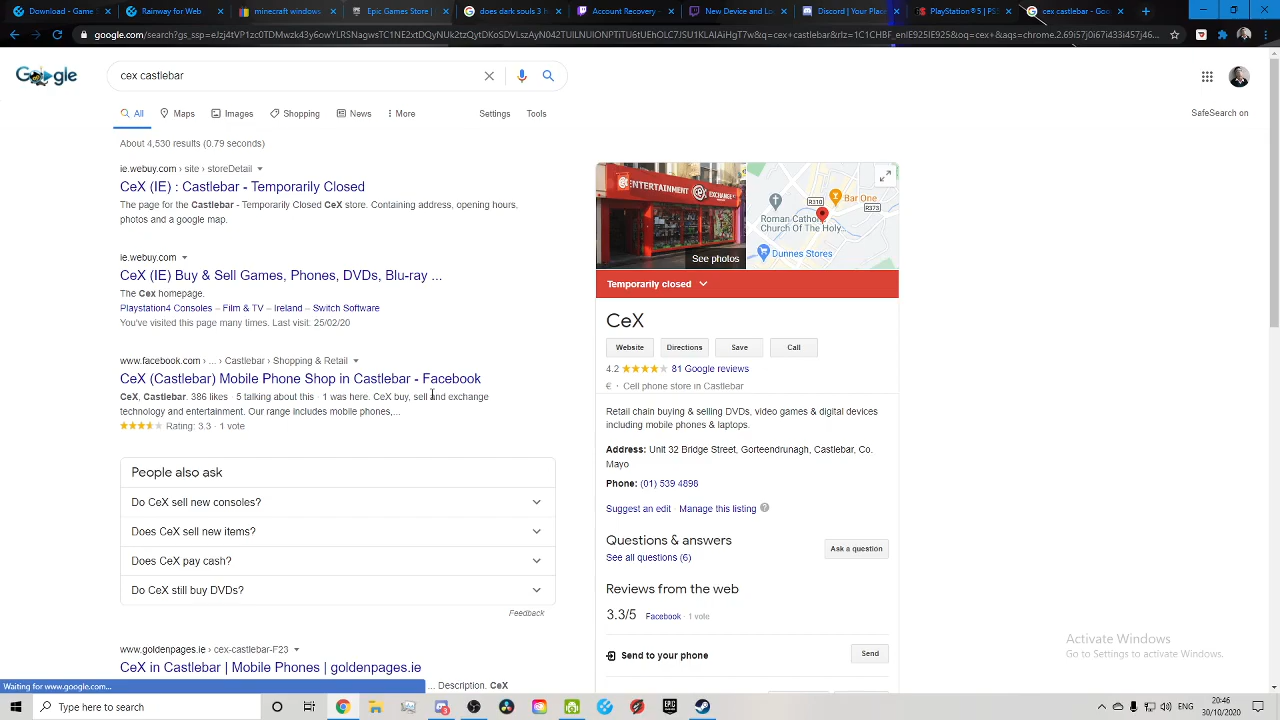 Download
Railway for Web
minecraft windows
Epic Games Store
does dark souls 3
Account Recovery
New Device and Lo
Discord | Your Place
PlayStation®5 | PS5
cex castlebar - Goo
Google
cex castlebar
All
Maps
Images
Shopping
News
More
Settings
Tools
SafeSearch on
About 4,530 results (0.79 seconds)
ie.webuy.com › site › storeDetail
CeX (IE) : Castlebar - Temporarily Closed
The page for the Castlebar - Temporarily Closed CeX store. Containing address, opening hours,
photos and a google map.
ie.webuy.com
CeX (IE) Buy & Sell Games, Phones, DVDs, Blu-ray ...
The Cex homepage.
Playstation4 Consoles – Film & TV – Ireland – Switch Software
You've visited this page many times. Last visit: 25/02/20
www.facebook.com › ... › Castlebar › Shopping & Retail
CeX (Castlebar) Mobile Phone Shop in Castlebar - Facebook
CeX, Castlebar. 386 likes · 5 talking about this · 1 was here. CeX buy, sell and exchange
technology and entertainment. Our range includes mobile phones,...
Rating: 3.3 · 1 vote
People also ask
Do CeX sell new consoles?
Does CeX sell new items?
Does CeX pay cash?
Do CeX still buy DVDs?
Feedback
www.goldenpages.ie › cex-castlebar-F23
CeX in Castlebar | Mobile Phones | goldenpages.ie
... Description. CeX
Waiting for www.google.com...
ENTERTAINMENT CeX EXCHANGE
See photos
R310
Bar One
R373
Roman Cathol...
Church Of The Holy...
Dunnes Stores
Temporarily closed
CeX
Website
Directions
Save
Call
4.2
81 Google reviews
€ · Cell phone store in Castlebar
Retail chain buying & selling DVDs, video games & digital devices
including mobile phones & laptops.
Address: Unit 32 Bridge Street, Gorteendrunagh, Castlebar, Co.
Mayo
Phone: (01) 539 4898
Suggest an edit · Manage this listing
Questions & answers
See all questions (6)
Ask a question
Reviews from the web
3.3/5
Facebook · 1 vote
Send to your phone
Send
Activate Windows
Go to Settings to activate Windows.
Type here to search
EPIC
20:46
30/10/2020